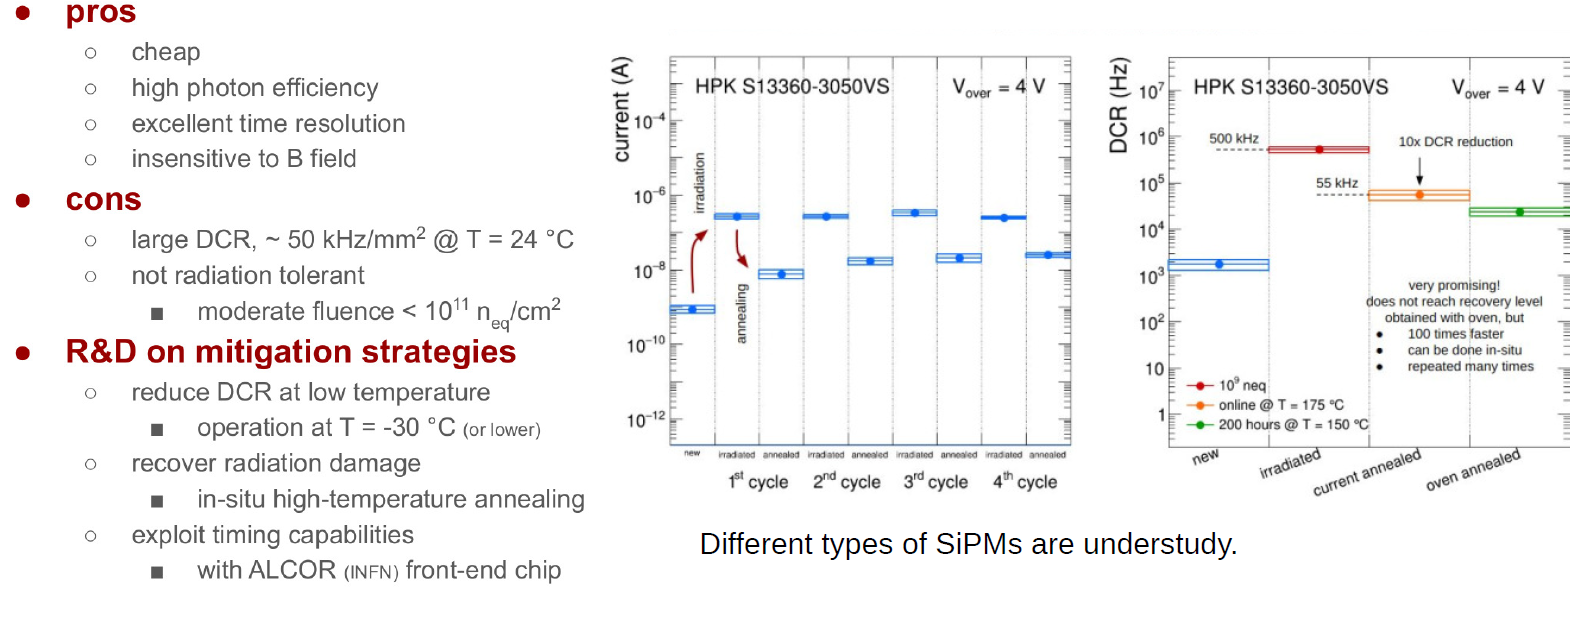 pros
cheap
high photon efficiency
excellent time resolution
insensitive to B field
cons
large DCR, ~ 50 kHz/mm² @ T = 24 °C
not radiation tolerant
moderate fluence < 10¹¹ n_eq/cm²
R&D on mitigation strategies
reduce DCR at low temperature
operation at T = -30 °C (or lower)
recover radiation damage
in-situ high-temperature annealing
exploit timing capabilities
with ALCOR (INFN) front-end chip
current (A)
HPK S13360-3050VS V_over = 4 V
10⁻⁴
10⁻⁶
10⁻⁸
10⁻¹⁰
10⁻¹²
irradiation
annealing
new irradiated annealed irradiated annealed irradiated annealed irradiated annealed
1st cycle 2nd cycle 3rd cycle 4th cycle
DCR (Hz)
HPK S13360-3050VS V_over = 4 V
10⁷
10⁶
10⁵
10⁴
10³
10²
10
1
500 kHz
10x DCR reduction
55 kHz
very promising!
does not reach recovery level
obtained with oven, but
100 times faster
can be done in-situ
repeated many times
10⁹ neq
online @ T = 175 °C
200 hours @ T = 150 °C
new
irradiated
current annealed
oven annealed
Different types of SiPMs are understudy.